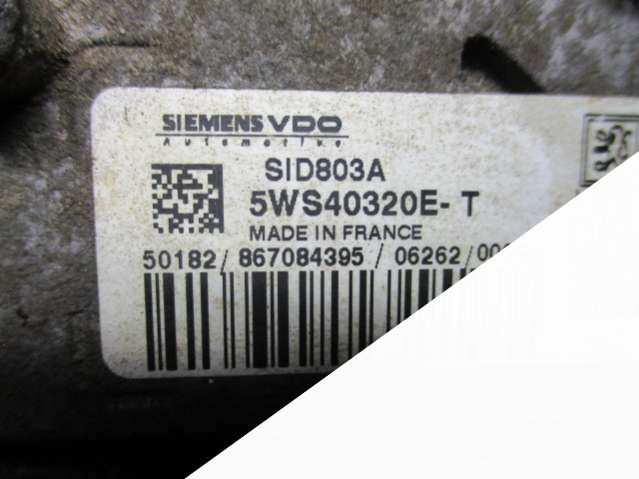 SIEMENS VDO
Automotive
SID803A
5WS40320E- T
MADE IN FRANCE
50182/ 867084395 / 06262/